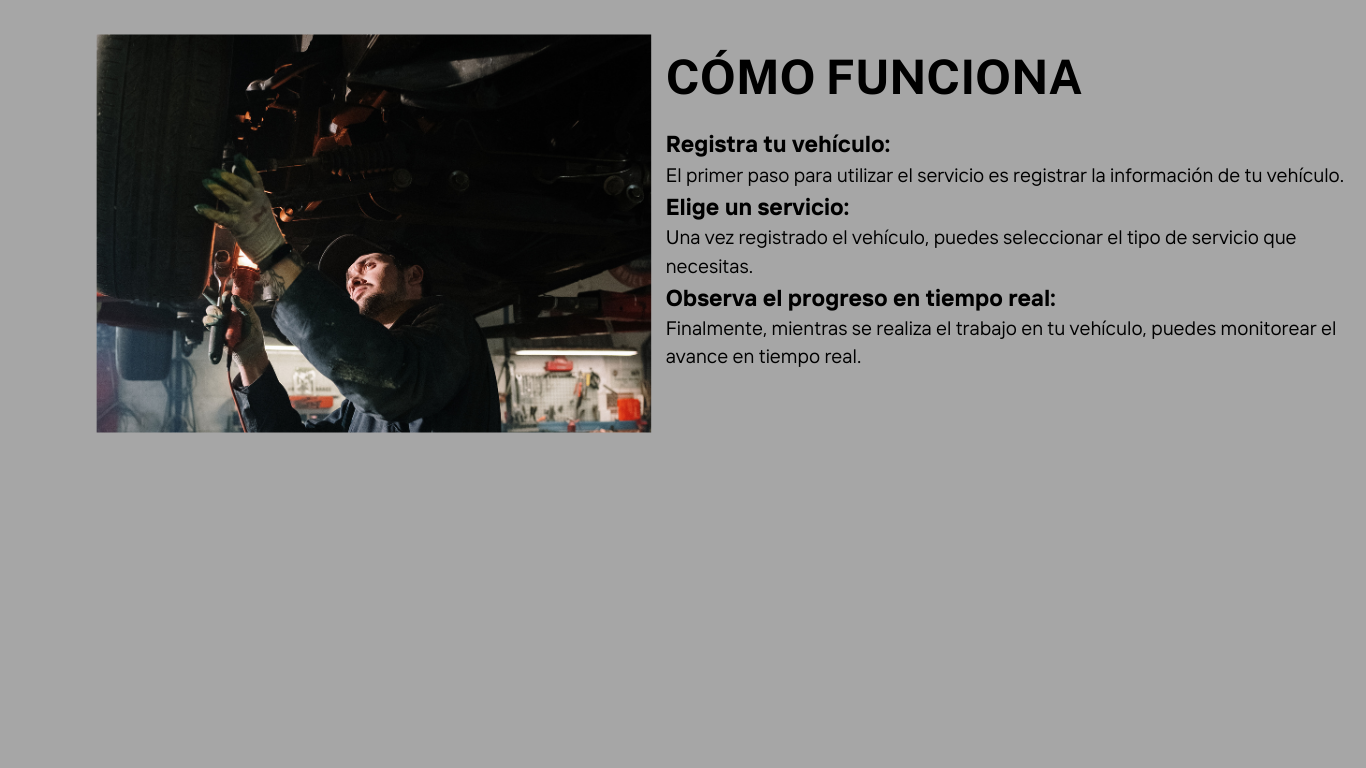 CÓMO FUNCIONA
Registra tu vehículo:
El primer paso para utilizar el servicio es registrar la información de tu vehículo.
Elige un servicio:
Una vez registrado el vehículo, puedes seleccionar el tipo de servicio que
necesitas.
Observa el progreso en tiempo real:
Finalmente, mientras se realiza el trabajo en tu vehículo, puedes monitorear el
avance en tiempo real.